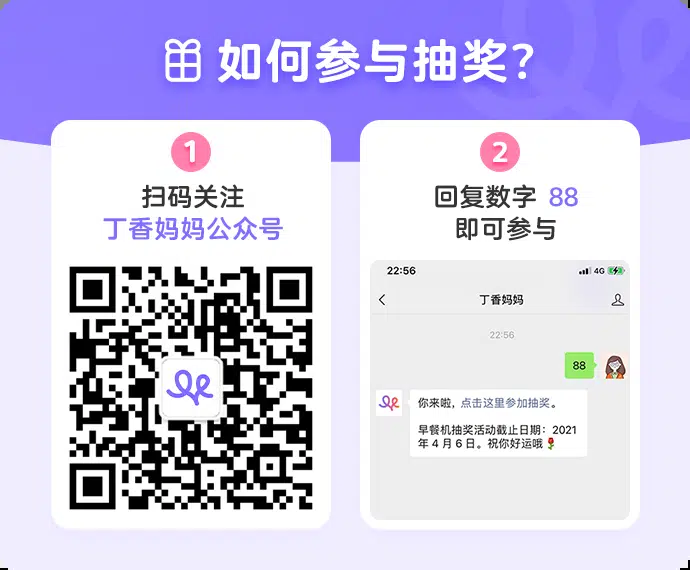 如何参与抽奖?
1
扫码关注
丁香妈妈公众号
2
回复数字 88
即可参与
22:56
4G
丁香妈妈
22:56
88
你来啦，点击这里参加抽奖。
早餐机抽奖活动截止日期：2021
年 4 月 6 日。祝你好运哦🌹